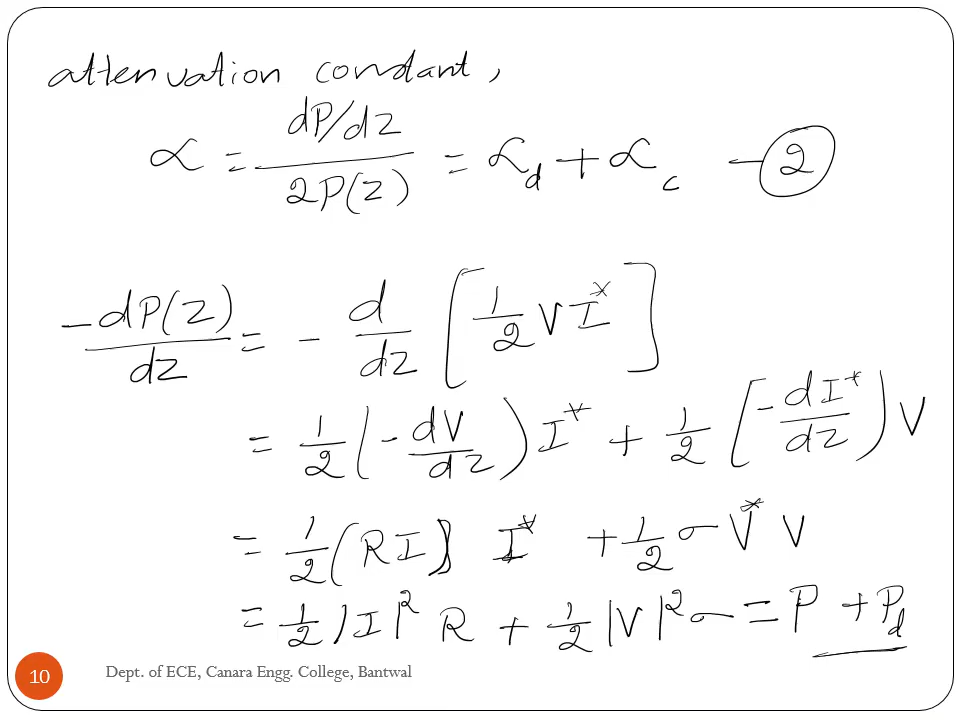 attenuation constant,
α = (dP/dz) / (2P(z)) = α_d + α_c — ②
-dP(z)/dz = - d/dz [1/2 V I*]
= 1/2 (-dV/dz) I* + 1/2 (-dI*/dz) V
= 1/2 (RI) I* + 1/2 σ V* V
= 1/2 |I|² R + 1/2 |V|² σ = P + P_d
10 Dept. of ECE, Canara Engg. College, Bantwal